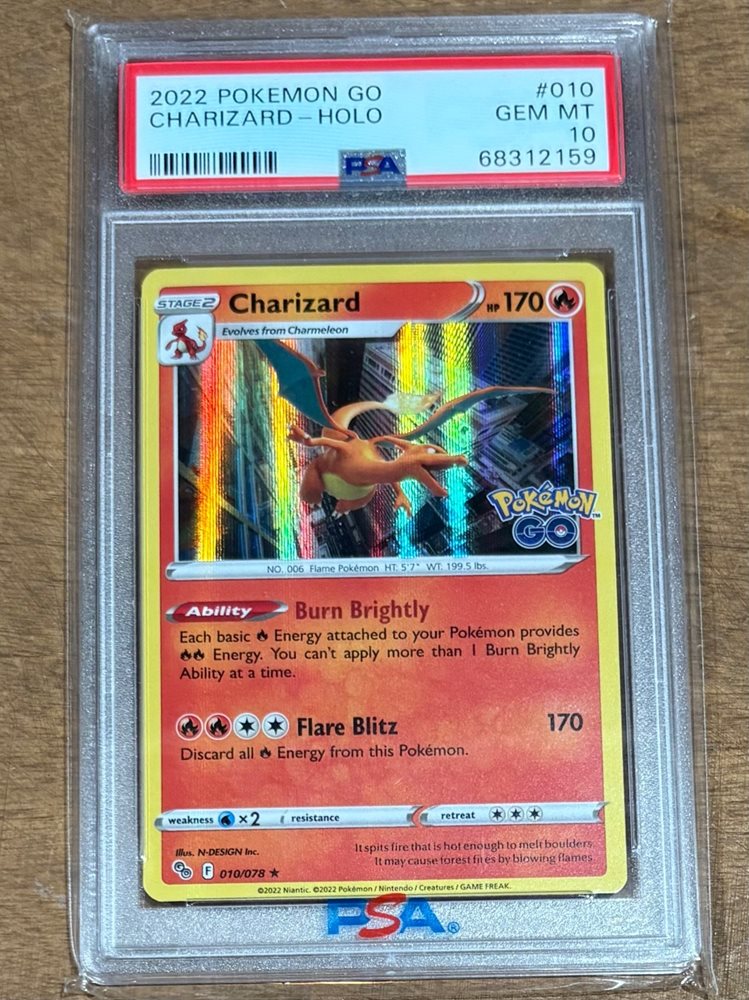 2022 POKEMON GO #010
CHARIZARD – HOLO GEM MT
10
PSA 68312159
STAGE2 Charizard HP 170
Evolves from Charmeleon
POKÉMON™
GO
NO. 006 Flame Pokémon HT: 5'7" WT: 199.5 lbs.
Ability Burn Brightly
Each basic Energy attached to your Pokémon provides
Energy. You can't apply more than 1 Burn Brightly
Ability at a time.
Flare Blitz 170
Discard all Energy from this Pokémon.
weakness ×2 resistance retreat
Illus. N-DESIGN Inc.
It spits fire that is hot enough to melt boulders.
It may cause forest fires by blowing flames.
F 010/078 ★
©2022 Niantic. ©2022 Pokémon / Nintendo / Creatures / GAME FREAK.
PSA®